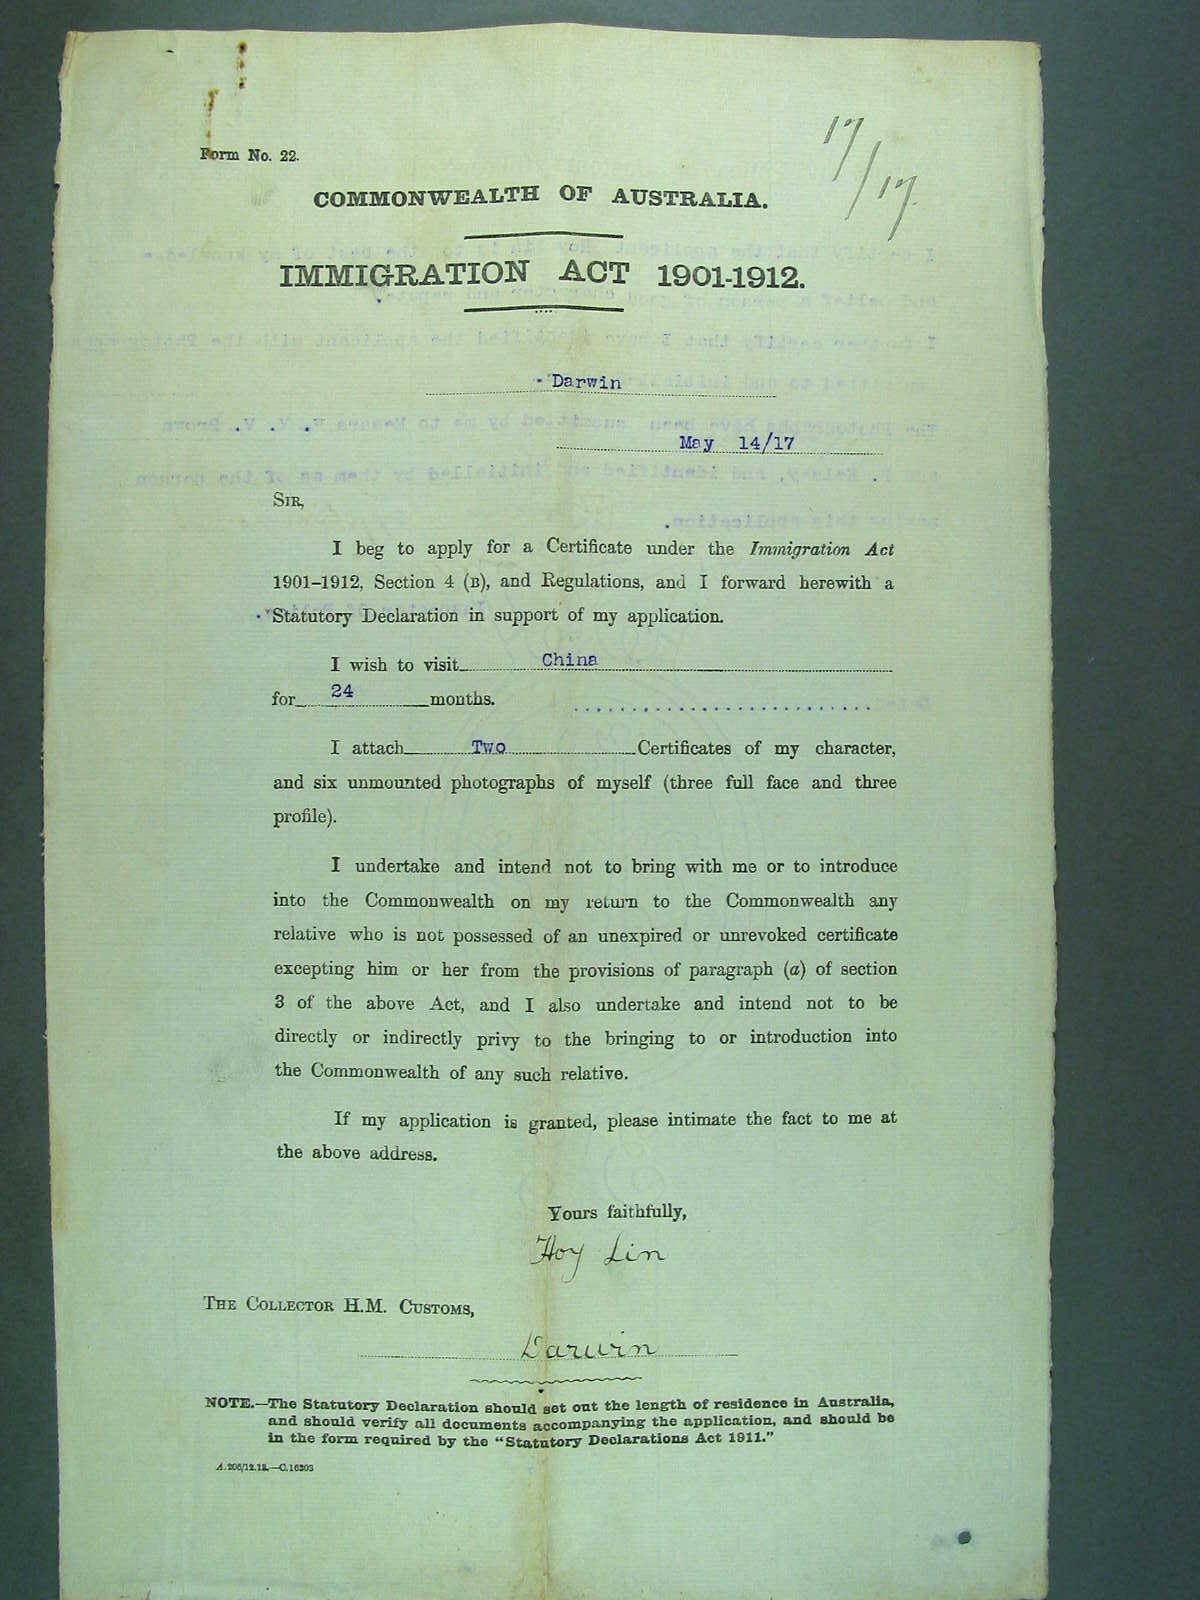 17/17.
Form No. 22.
COMMONWEALTH OF AUSTRALIA.
IMMIGRATION ACT 1901-1912.
Darwin
May 14/17
SIR,
I beg to apply for a Certificate under the Immigration Act
1901–1912, Section 4 (B), and Regulations, and I forward herewith a
Statutory Declaration in support of my application.
I wish to visit China
for 24 months.
I attach Two Certificates of my character,
and six unmounted photographs of myself (three full face and three
profile).
I undertake and intend not to bring with me or to introduce
into the Commonwealth on my return to the Commonwealth any
relative who is not possessed of an unexpired or unrevoked certificate
excepting him or her from the provisions of paragraph (a) of section
3 of the above Act, and I also undertake and intend not to be
directly or indirectly privy to the bringing to or introduction into
the Commonwealth of any such relative.
If my application is granted, please intimate the fact to me at
the above address.
Yours faithfully,
Hoy Lin
THE COLLECTOR H.M. CUSTOMS,
Darwin
NOTE.—The Statutory Declaration should set out the length of residence in Australia,
and should verify all documents accompanying the application, and should be
in the form required by the "Statutory Declarations Act 1911."
A.206/12.12.—C.16303